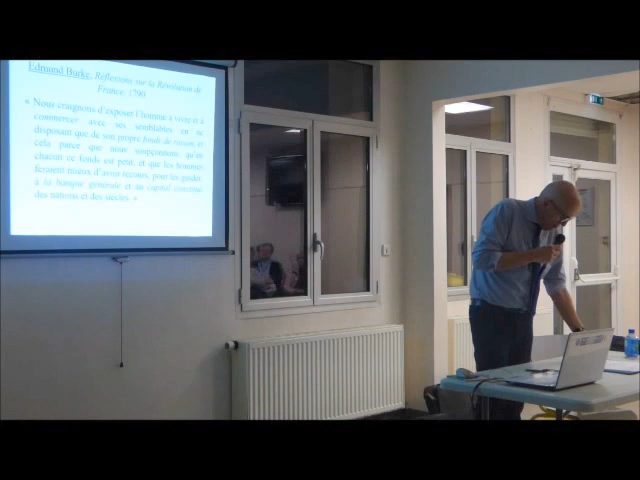 Edmund Burke, Réflexions sur la Révolution de
France, 1790
« Nous craignons d'exposer l'homme à vivre et à
commercer avec ses semblables en ne
disposant que de son propre fonds de raison, et
cela parce que nous soupçonnons qu'en
chacun ce fonds est petit, et que les hommes
feraient mieux d'avoir recours, pour les guider,
à la banque générale et au capital constitué
des nations et des siècles. »